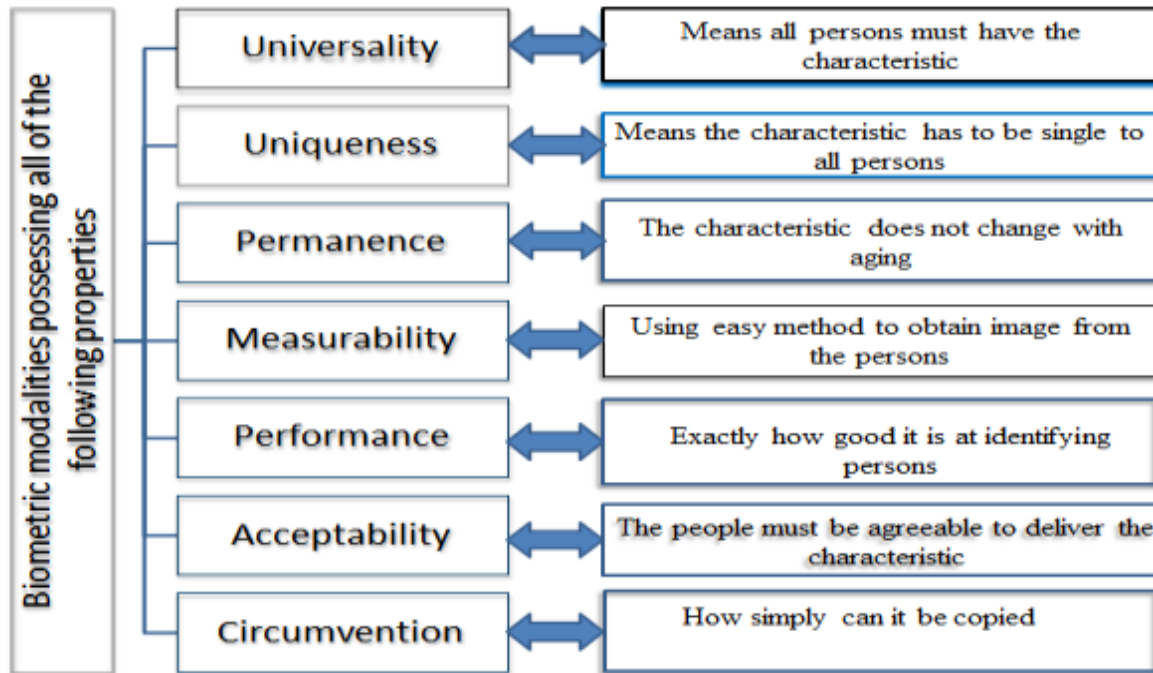 Biometric modalities possessing all of the
following properties
Universality
Means all persons must have the
characteristic
Uniqueness
Means the characteristic has to be single to
all persons
Permanence
The characteristic does not change with
aging
Measurability
Using easy method to obtain image from
the persons
Performance
Exactly how good it is at identifying
persons
Acceptability
The people must be agreeable to deliver the
characteristic
Circumvention
How simply can it be copied